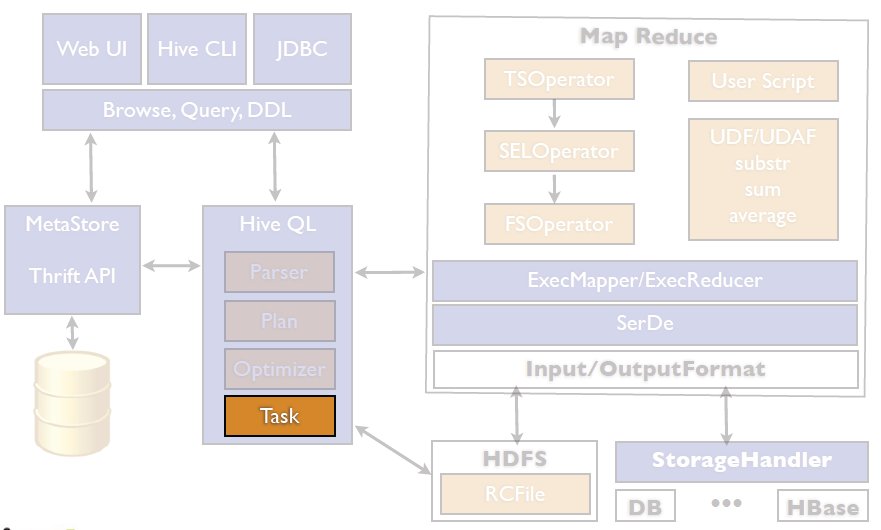 Web UI
Hive CLI
JDBC
Browse, Query, DDL
MetaStore
Thrift API
Hive QL
Parser
Plan
Optimizer
Task
Map Reduce
TSOperator
SELOperator
FSOperator
User Script
UDF/UDAF
substr
sum
average
ExecMapper/ExecReducer
SerDe
Input/OutputFormat
HDFS
RCFile
StorageHandler
DB
•••
HBase